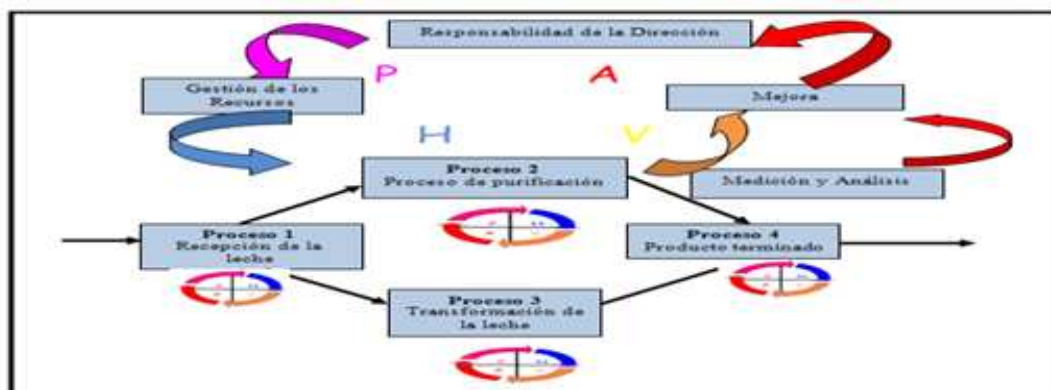 Responsabilidad de la Dirección
P
A
Gestión de los
Recursos
Mejora
H
V
Proceso 2
Proceso de purificación
Medición y Análisis
Proceso 1
Recepción de la
leche
Proceso 4
Producto terminado
Proceso 3
Transformación de
la leche